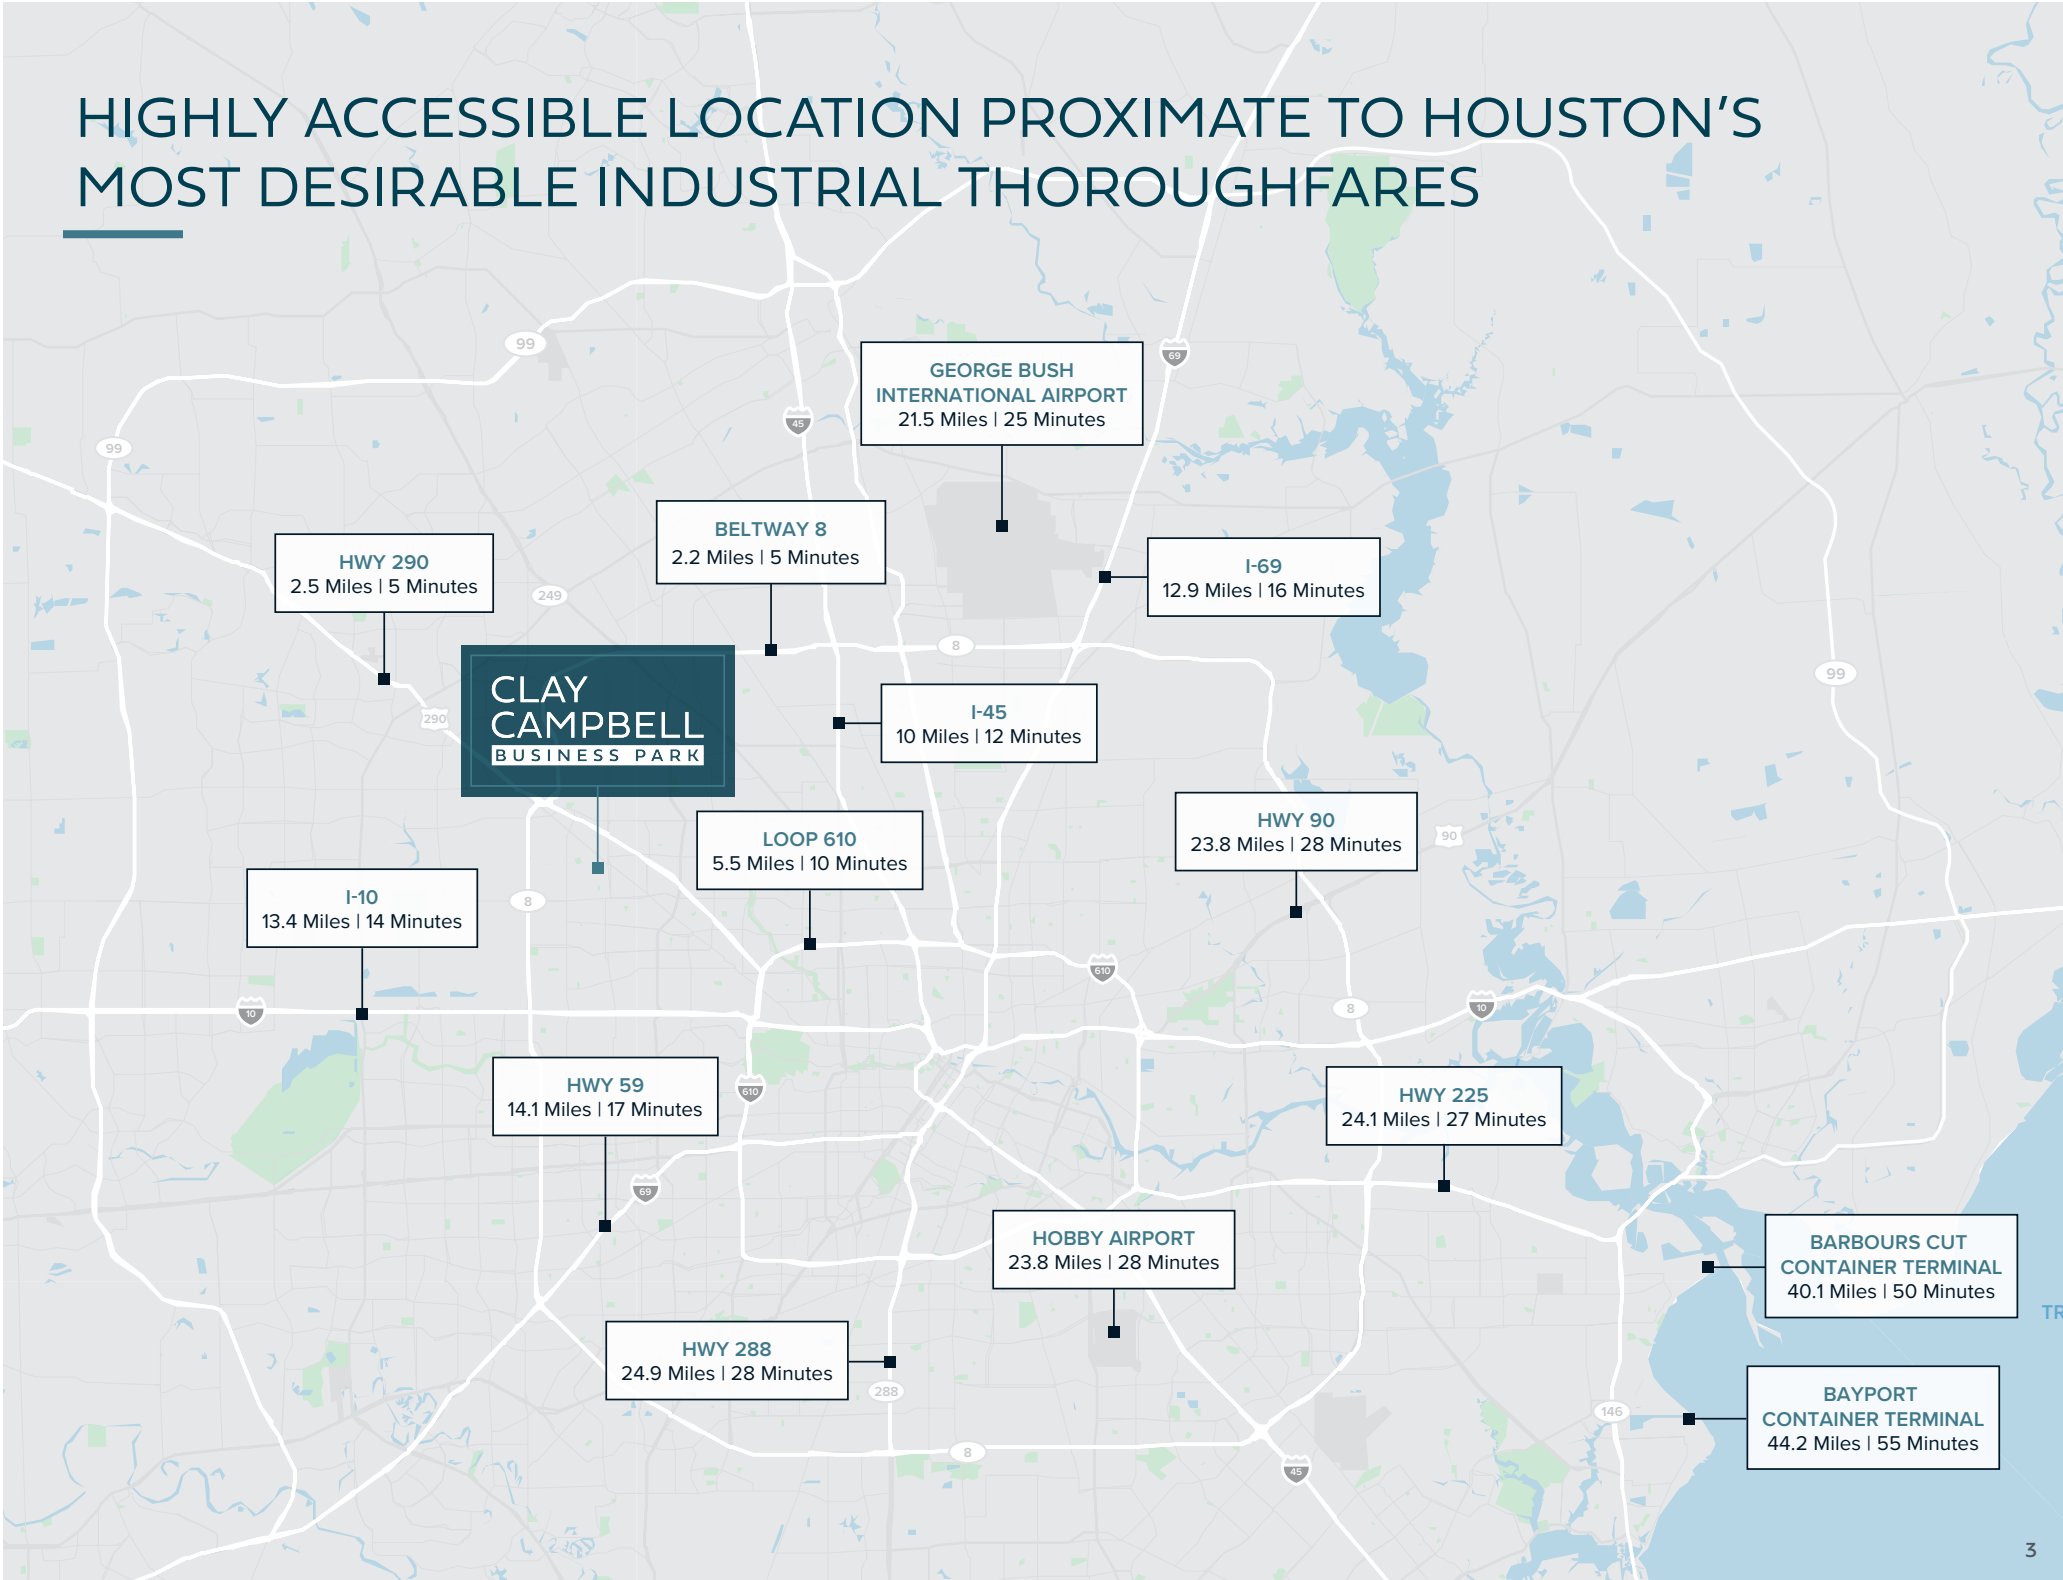 HIGHLY ACCESSIBLE LOCATION PROXIMATE TO HOUSTON'S
MOST DESIRABLE INDUSTRIAL THOROUGHFARES
99
69
GEORGE BUSH
INTERNATIONAL AIRPORT
21.5 Miles | 25 Minutes
45
99
BELTWAY 8
2.2 Miles | 5 Minutes
HWY 290
2.5 Miles | 5 Minutes
I-69
12.9 Miles | 16 Minutes
249
8
99
CLAY
CAMPBELL
BUSINESS PARK
290
I-45
10 Miles | 12 Minutes
HWY 90
23.8 Miles | 28 Minutes
90
LOOP 610
5.5 Miles | 10 Minutes
I-10
13.4 Miles | 14 Minutes
8
610
10
8
10
HWY 59
14.1 Miles | 17 Minutes
610
HWY 225
24.1 Miles | 27 Minutes
69
HOBBY AIRPORT
23.8 Miles | 28 Minutes
BARBOURS CUT
CONTAINER TERMINAL
40.1 Miles | 50 Minutes
TR
HWY 288
24.9 Miles | 28 Minutes
288
BAYPORT
CONTAINER TERMINAL
44.2 Miles | 55 Minutes
146
8
45
3